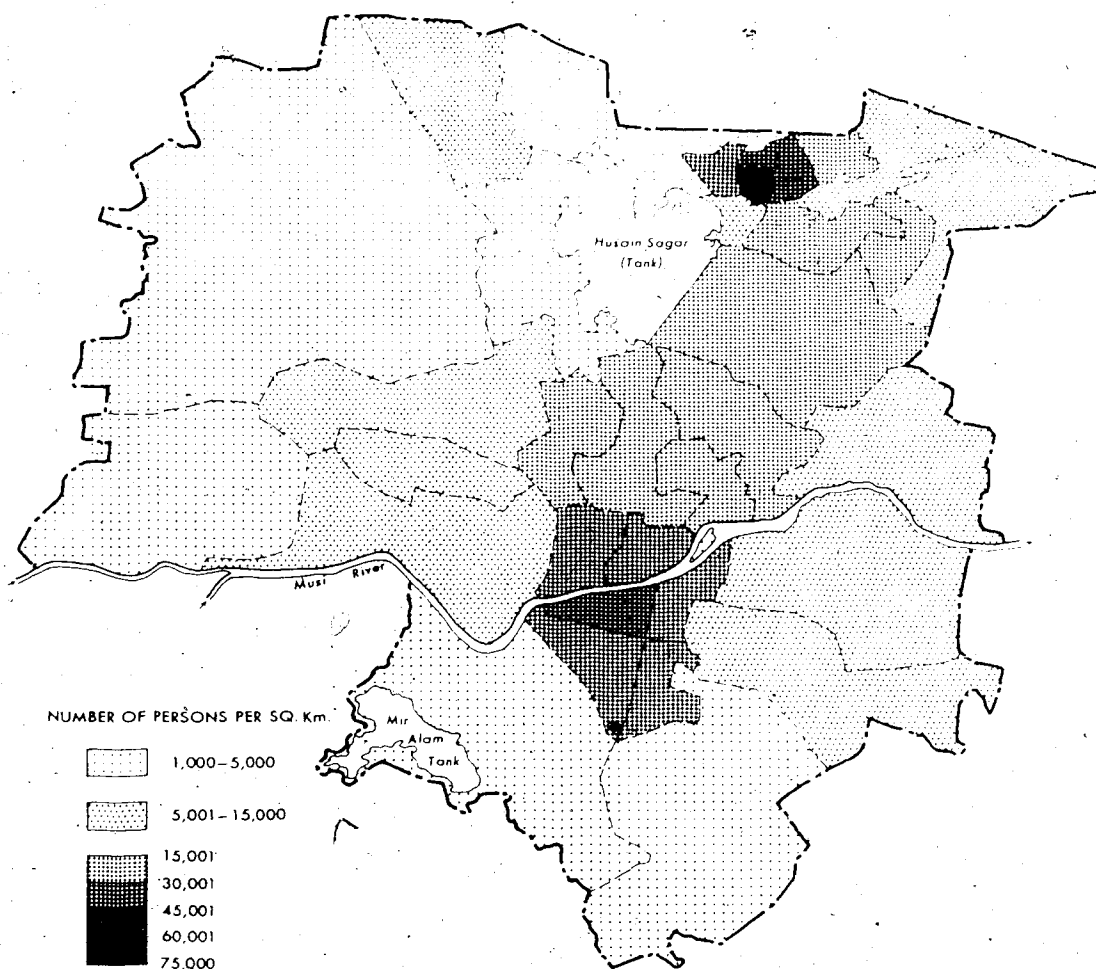 Husain Sagar
(Tank)
Musi River
Mir
Alam
Tank
NUMBER OF PERSONS PER SQ. Km.
1,000–5,000
5,001–15,000
15,001
30,001
45,001
60,001
75,000